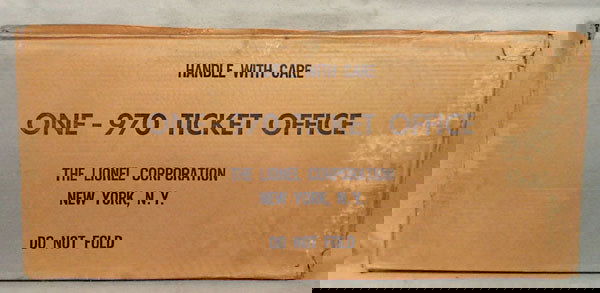 HANDLE WITH CARE
ONE - 970 TICKET OFFICE
THE LIONEL CORPORATION
NEW YORK, N.Y.
DO NOT FOLD